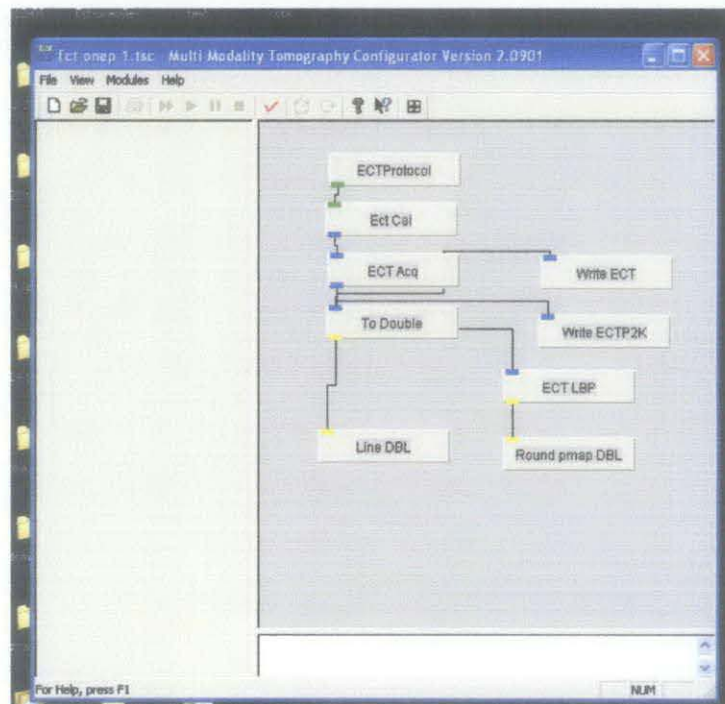 Ect onep 1.tsc - Multi Modality Tomography Configurator Version 2.0901
File View Modules Help
ECTProtocol
Ect Cal
ECT Acq
Write ECT
To Double
Write ECTP2K
ECT LBP
Line DBL
Round pmap DBL
For Help, press F1
NUM